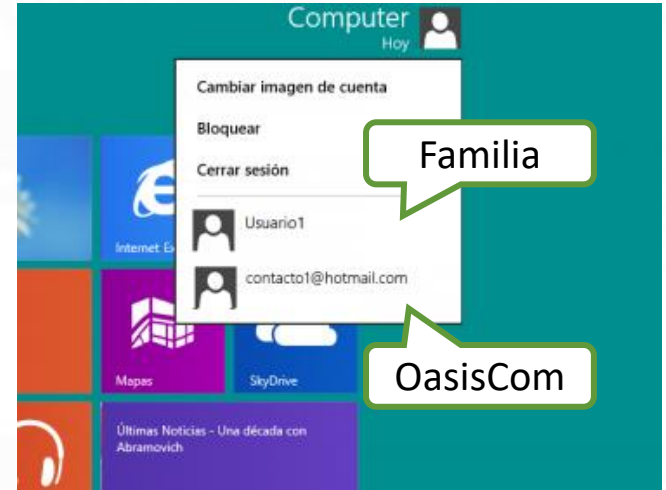 Computer
Hoy
Cambiar imagen de cuenta
Bloquear
Cerrar sesión
Familia
Usuario1
contacto1@hotmail.com
OasisCom
Internet Ex
Mapas
SkyDrive
Últimas Noticias - Una década con
Abramovich